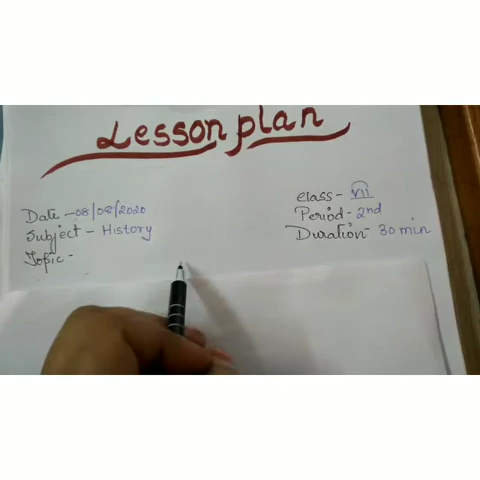 Lesson plan
Date - 08/08/2020
Subject - History
Topic -
class - VII
Period - 2nd
Duration - 30 min